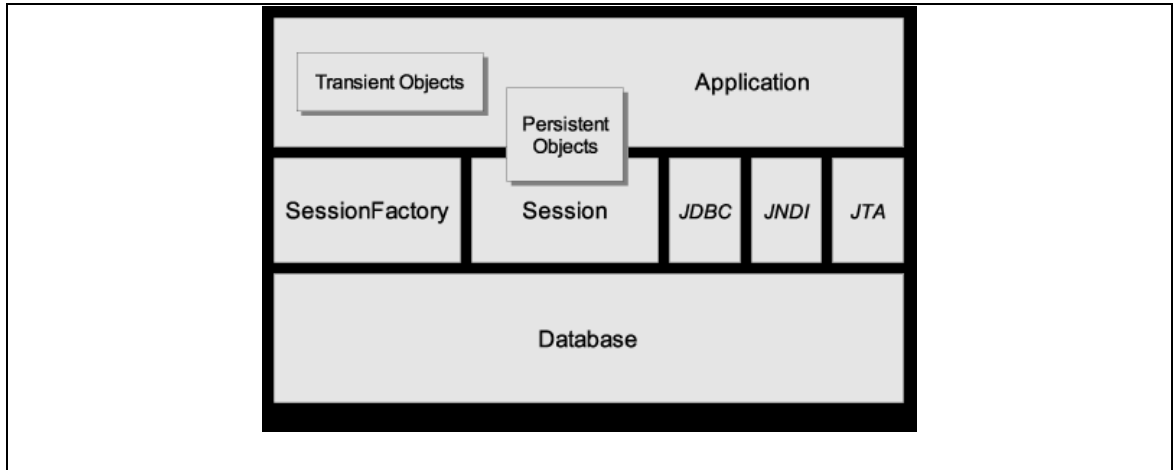 Transient Objects
Application
Persistent
Objects
SessionFactory
Session
JDBC
JNDI
JTA
Database